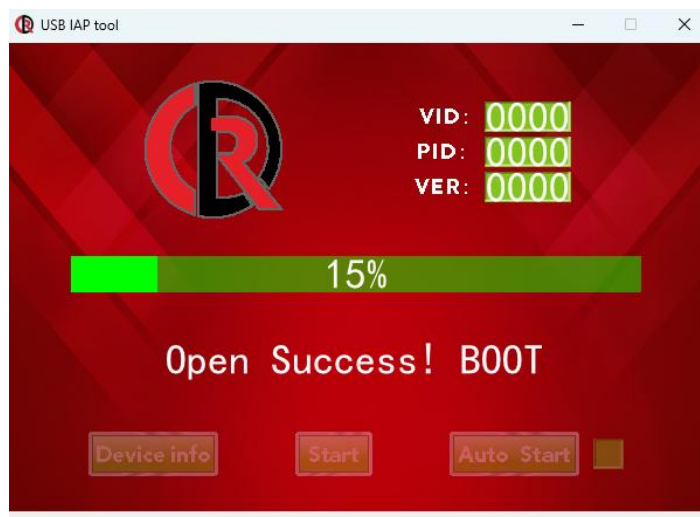 USB IAP tool
VID: 0000
PID: 0000
VER: 0000
15%
Open Success! BOOT
Device info Start Auto Start